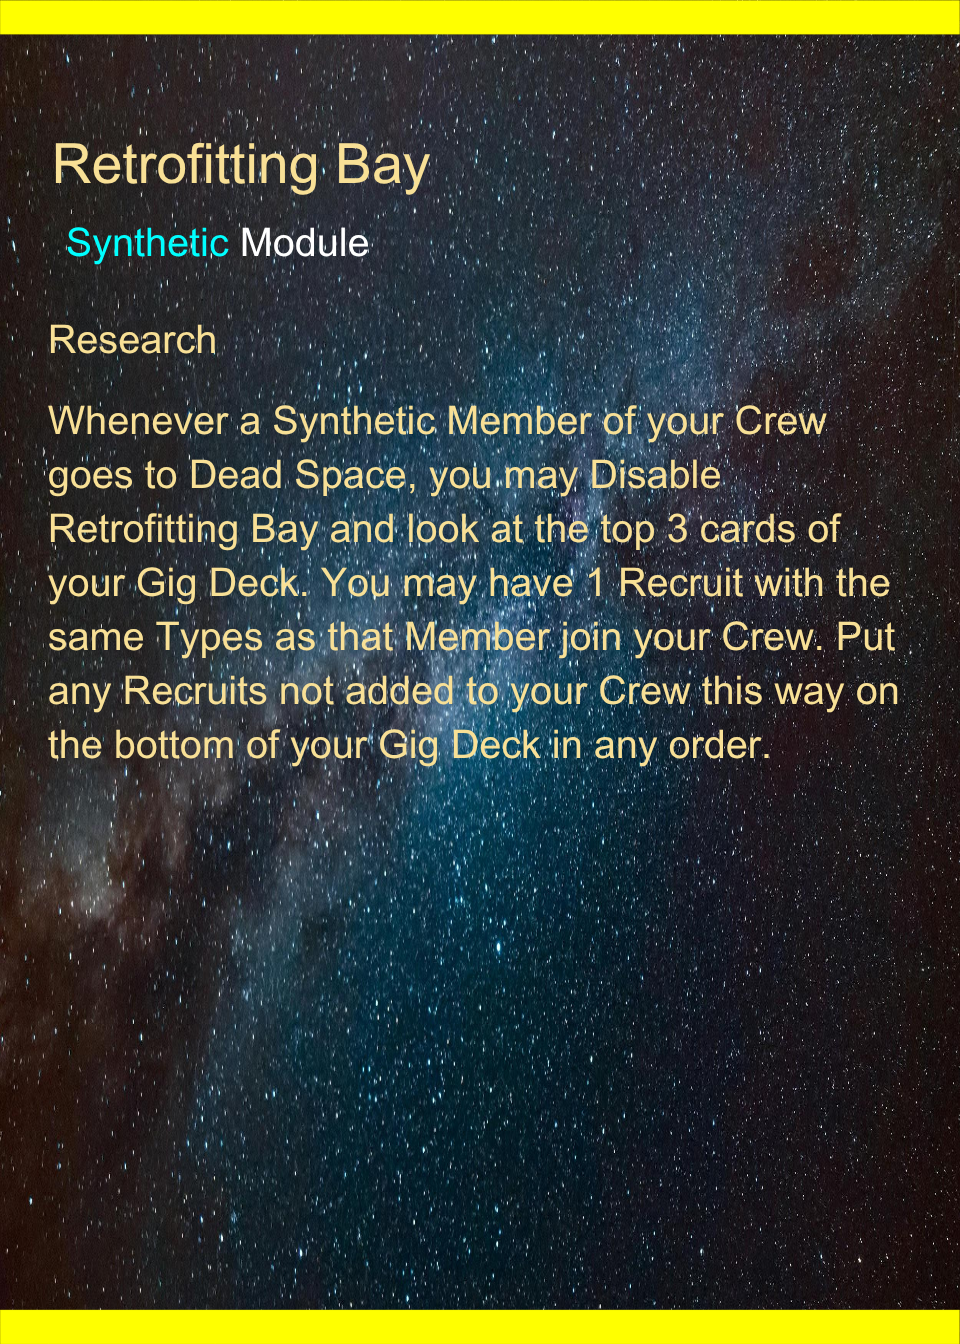 Retrofitting Bay
Synthetic Module
Research
Whenever a Synthetic Member of your Crew
goes to Dead Space, you may Disable
Retrofitting Bay and look at the top 3 cards of
your Gig Deck. You may have 1 Recruit with the
same Types as that Member join your Crew. Put
any Recruits not added to your Crew this way on
the bottom of your Gig Deck in any order.